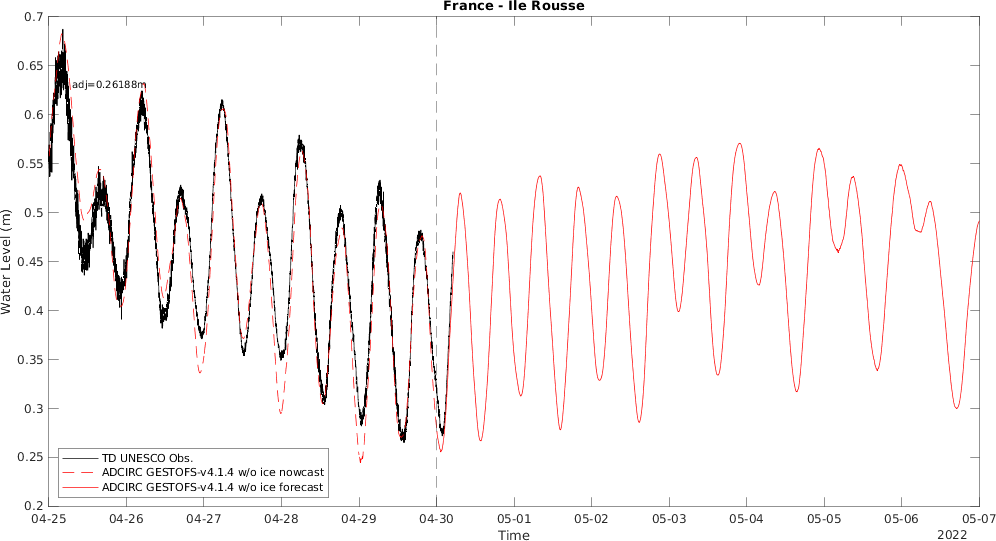 France - Ile Rousse
0.7
0.65
0.6
0.55
0.5
0.45
0.4
0.35
0.3
0.25
0.2
Water Level (m)
adj=0.26188m
TD UNESCO Obs.
ADCIRC GESTOFS-v4.1.4 w/o ice nowcast
ADCIRC GESTOFS-v4.1.4 w/o ice forecast
04-25 04-26 04-27 04-28 04-29 04-30 05-01 05-02 05-03 05-04 05-05 05-06 05-07
Time
2022